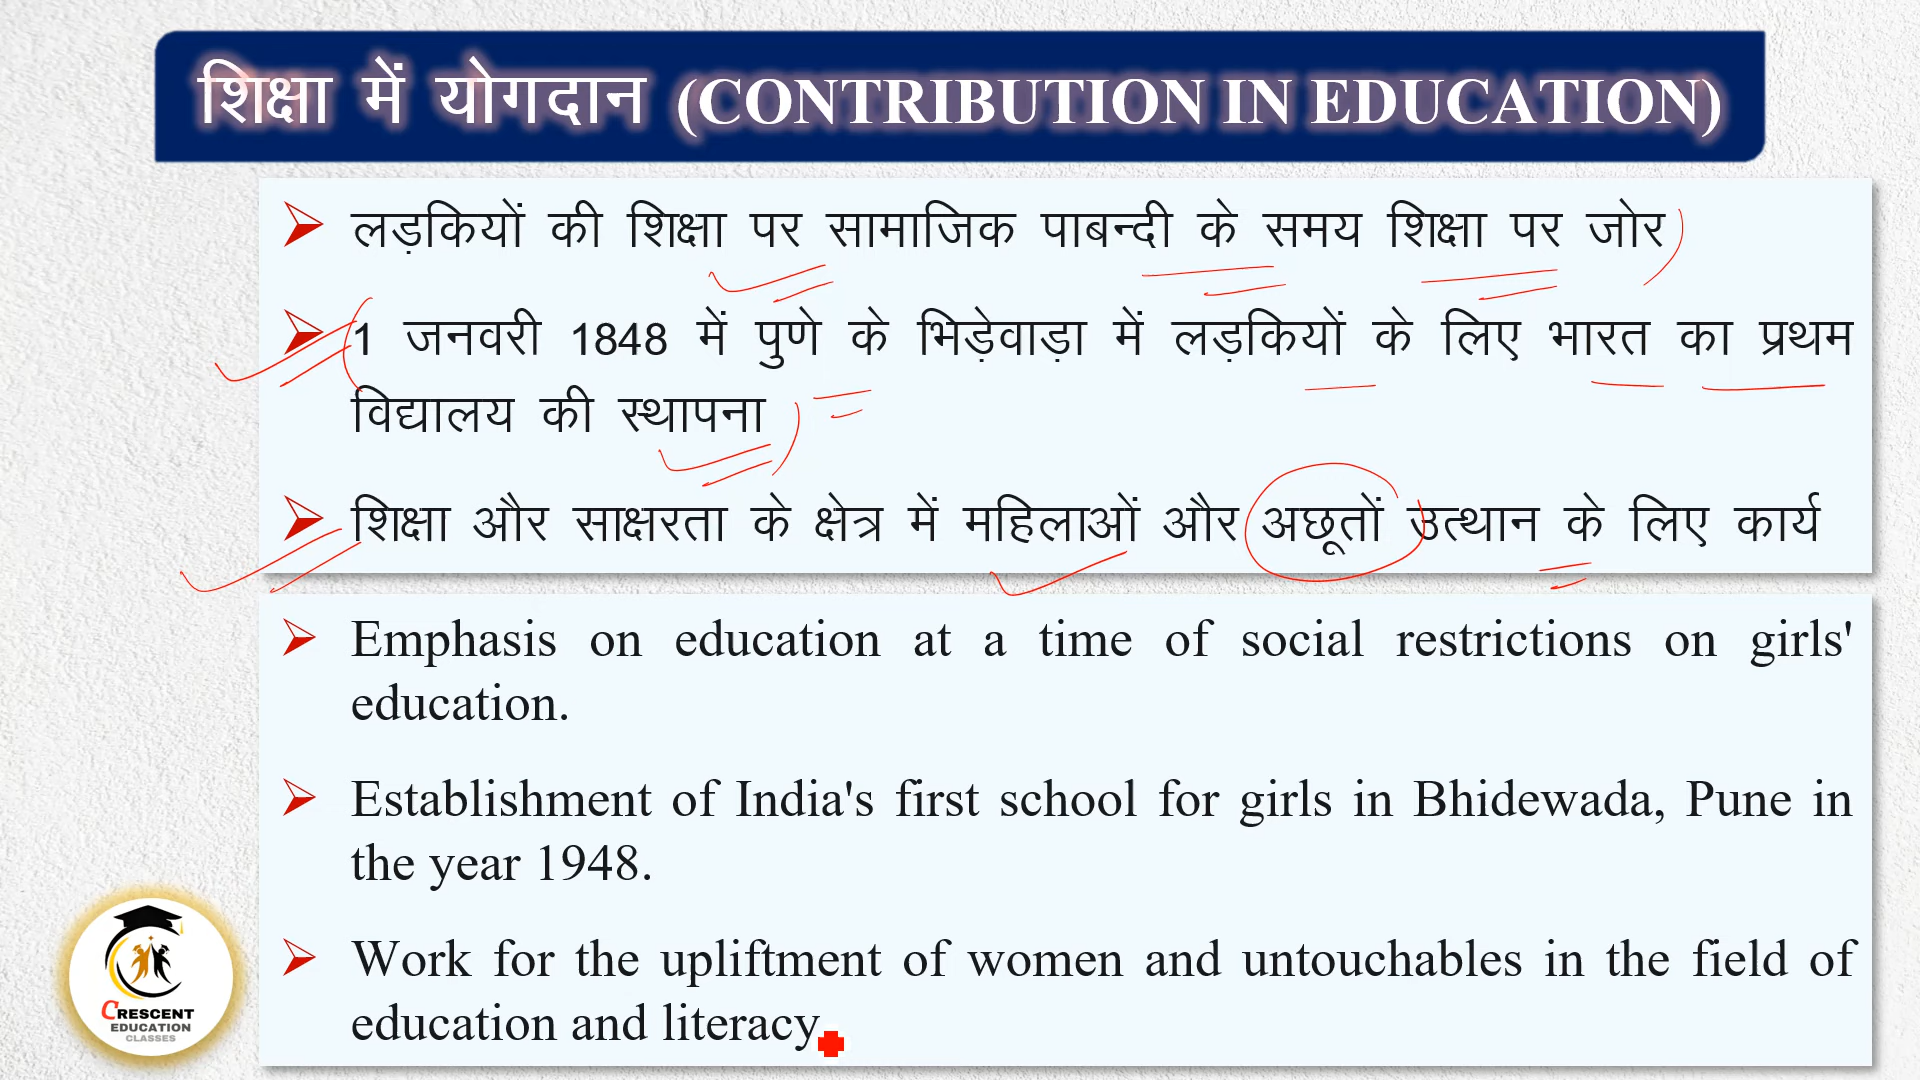 शिक्षा में योगदान (CONTRIBUTION IN EDUCATION)
लड़कियों की शिक्षा पर सामाजिक पाबन्दी के समय शिक्षा पर जोर
1 जनवरी 1848 में पुणे के भिड़ेवाड़ा में लड़कियों के लिए भारत का प्रथम
विद्यालय की स्थापना
शिक्षा और साक्षरता के क्षेत्र में महिलाओं और अछूतों उत्थान के लिए कार्य
Emphasis on education at a time of social restrictions on girls'
education.
Establishment of India's first school for girls in Bhidewada, Pune in
the year 1948.
Work for the upliftment of women and untouchables in the field of
education and literacy
CRESCENT
EDUCATION
CLASSES